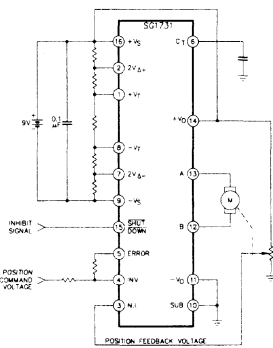 SG1731
16 +VS CT 6
2 2VΔ+
1 +VT
9V 0.1 µF
+VO 14
8 -VT
7 2VΔ-
A 13
M
9 -VS
B 12
INHIBIT SIGNAL 15 SHUT DOWN
5 ERROR
POSITION COMMAND VOLTAGE 4 INV
-VO 11
3 N.I. SUB 10
POSITION FEEDBACK VOLTAGE